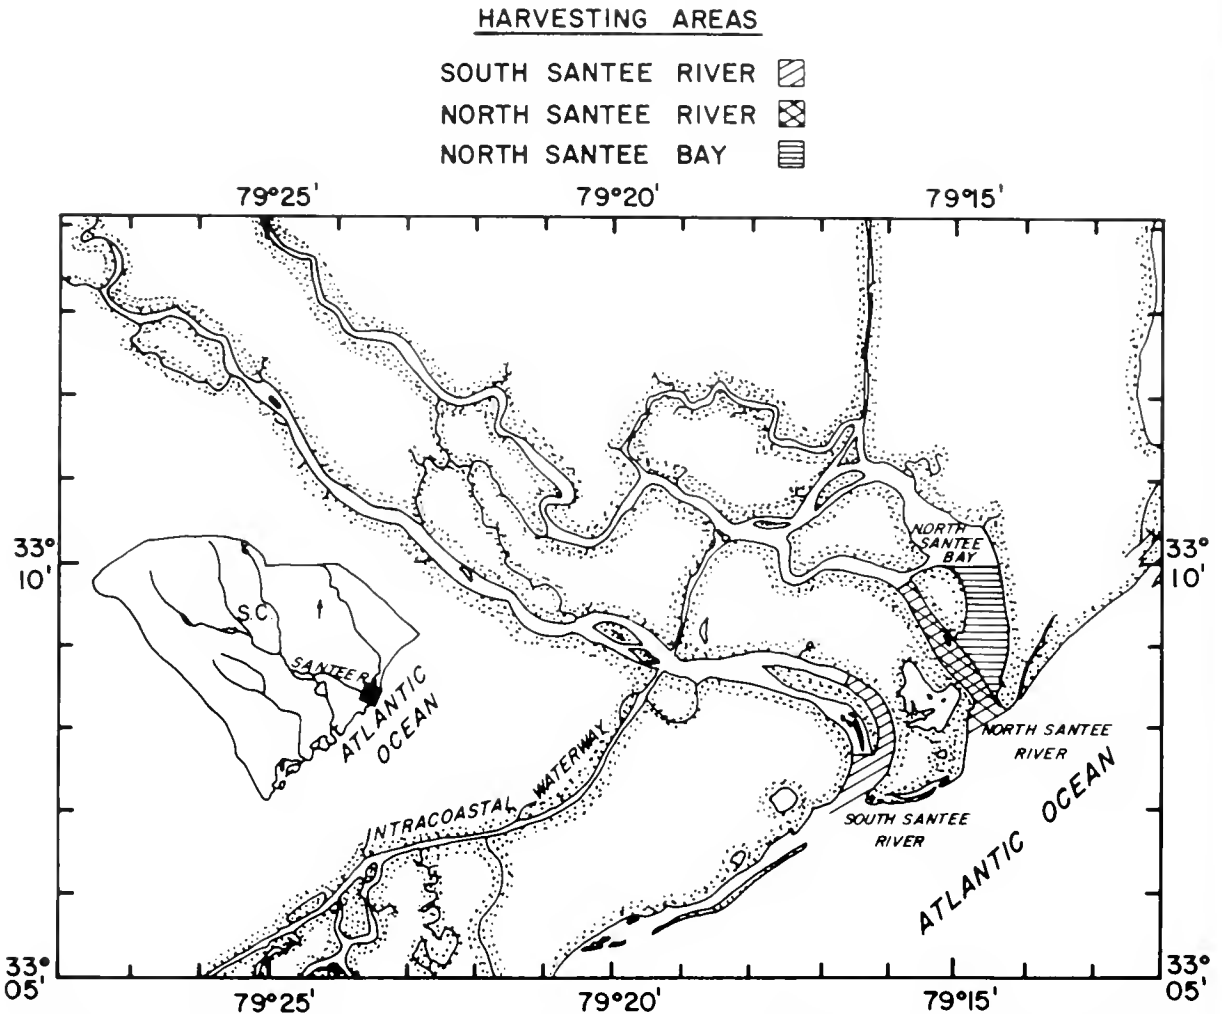 HARVESTING AREAS
SOUTH SANTEE RIVER
NORTH SANTEE RIVER
NORTH SANTEE BAY
79°25'
79°20'
79°15'
33°
10'
33°
10'
NORTH
SANTEE
BAY
S.C.
SANTEE R.
ATLANTIC
OCEAN
NORTH SANTEE
RIVER
INTRACOASTAL WATERWAY
SOUTH SANTEE
RIVER
ATLANTIC OCEAN
33°
05'
33°
05'
79°25'
79°20'
79°15'